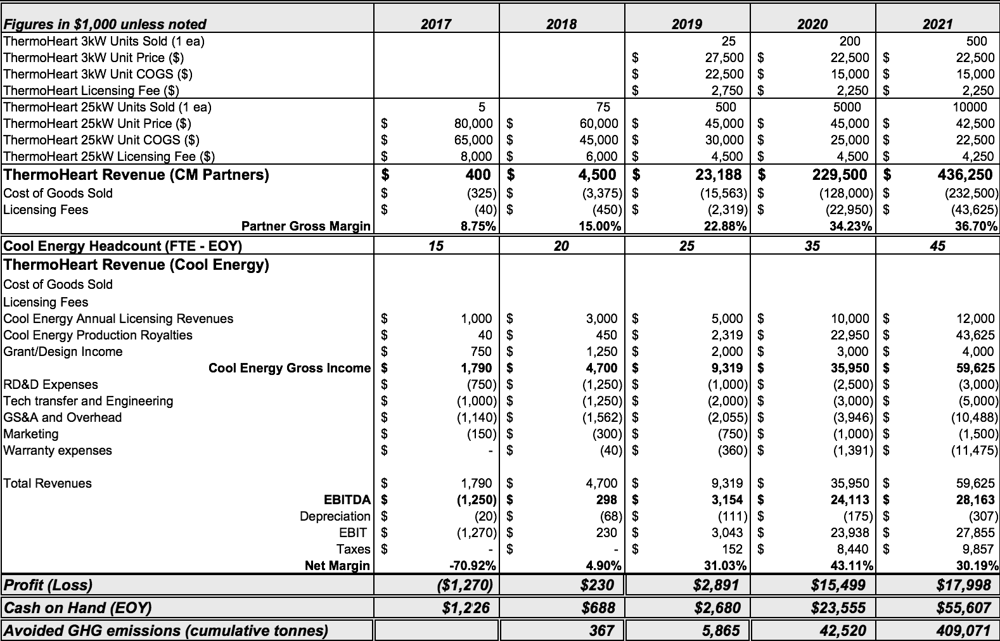 Figures in $1,000 unless noted 2017 2018 2019 2020 2021
ThermoHeart 3kW Units Sold (1 ea) 25 200 500
ThermoHeart 3kW Unit Price ($) $ 27,500 $ 22,500 $ 22,500
ThermoHeart 3kW Unit COGS ($) $ 22,500 $ 15,000 $ 15,000
ThermoHeart Licensing Fee ($) $ 2,750 $ 2,250 $ 2,250
ThermoHeart 25kW Units Sold (1 ea) 5 75 500 5000 10000
ThermoHeart 25kW Unit Price ($) $ 80,000 $ 60,000 $ 45,000 $ 45,000 $ 42,500
ThermoHeart 25kW Unit COGS ($) $ 65,000 $ 45,000 $ 30,000 $ 25,000 $ 22,500
ThermoHeart 25kW Licensing Fee ($) $ 8,000 $ 6,000 $ 4,500 $ 4,500 $ 4,250
ThermoHeart Revenue (CM Partners) $ 400 $ 4,500 $ 23,188 $ 229,500 $ 436,250
Cost of Goods Sold $ (325) $ (3,375) $ (15,563) $ (128,000) $ (232,500)
Licensing Fees $ (40) $ (450) $ (2,319) $ (22,950) $ (43,625)
Partner Gross Margin 8.75% 15.00% 22.88% 34.23% 36.70%
Cool Energy Headcount (FTE - EOY) 15 20 25 35 45
ThermoHeart Revenue (Cool Energy)
Cost of Goods Sold
Licensing Fees
Cool Energy Annual Licensing Revenues $ 1,000 $ 3,000 $ 5,000 $ 10,000 $ 12,000
Cool Energy Production Royalties $ 40 $ 450 $ 2,319 $ 22,950 $ 43,625
Grant/Design Income $ 750 $ 1,250 $ 2,000 $ 3,000 $ 4,000
Cool Energy Gross Income $ 1,790 $ 4,700 $ 9,319 $ 35,950 $ 59,625
RD&D Expenses $ (750) $ (1,250) $ (1,000) $ (2,500) $ (3,000)
Tech transfer and Engineering $ (1,000) $ (1,250) $ (2,000) $ (3,000) $ (5,000)
GS&A and Overhead $ (1,140) $ (1,562) $ (2,055) $ (3,946) $ (10,488)
Marketing $ (150) $ (300) $ (750) $ (1,000) $ (1,500)
Warranty expenses $ - $ (40) $ (360) $ (1,391) $ (11,475)
Total Revenues $ 1,790 $ 4,700 $ 9,319 $ 35,950 $ 59,625
EBITDA $ (1,250) $ 298 $ 3,154 $ 24,113 $ 28,163
Depreciation $ (20) $ (68) $ (111) $ (175) $ (307)
EBIT $ (1,270) $ 230 $ 3,043 $ 23,938 $ 27,855
Taxes $ - $ - $ 152 $ 8,440 $ 9,857
Net Margin -70.92% 4.90% 31.03% 43.11% 30.19%
Profit (Loss) ($1,270) $230 $2,891 $15,499 $17,998
Cash on Hand (EOY) $1,226 $688 $2,680 $23,555 $55,607
Avoided GHG emissions (cumulative tonnes) 367 5,865 42,520 409,071